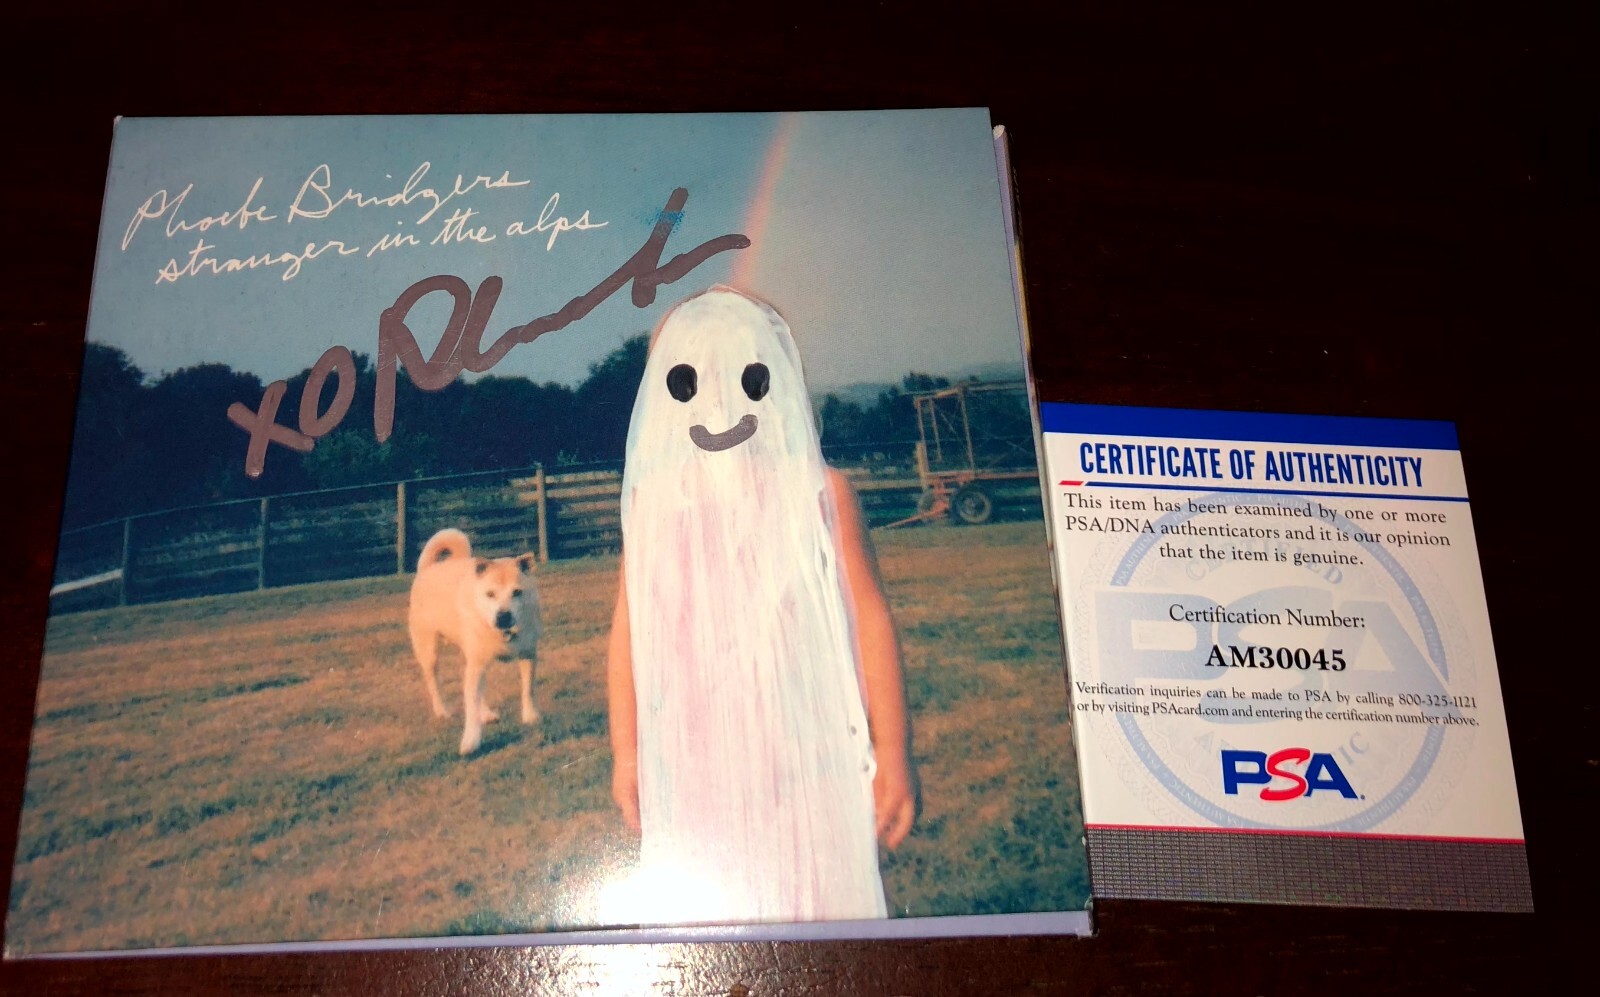 Phoebe Bridgers
stranger in the alps
xo Phoebe
CERTIFICATE OF AUTHENTICITY
This item has been examined by one or more
PSA/DNA authenticators and it is our opinion
that the item is genuine.
Certification Number:
AM30045
Verification inquiries can be made to PSA by calling 800-325-1121
or by visiting PSAcard.com and entering the certification number above.
PSA